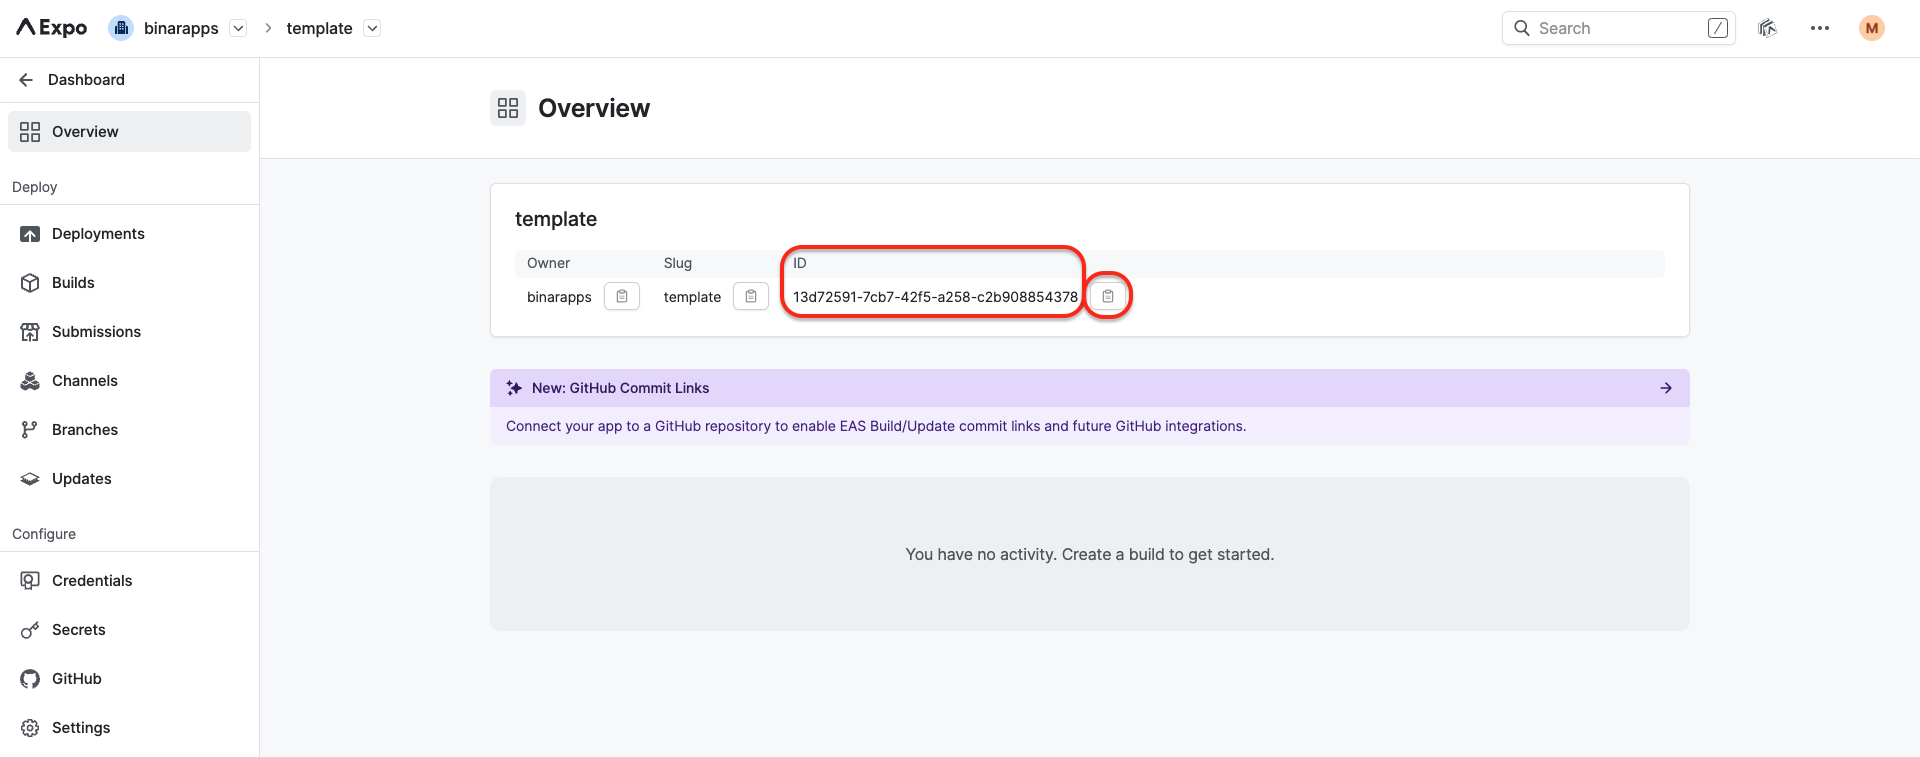 Expo binarapps template Search / M
Dashboard
Overview
Deploy
Deployments
Builds
Submissions
Channels
Branches
Updates
Configure
Credentials
Secrets
GitHub
Settings
Overview
template
Owner Slug ID
binarapps template 13d72591-7cb7-42f5-a258-c2b908854378
New: GitHub Commit Links
Connect your app to a GitHub repository to enable EAS Build/Update commit links and future GitHub integrations.
You have no activity. Create a build to get started.